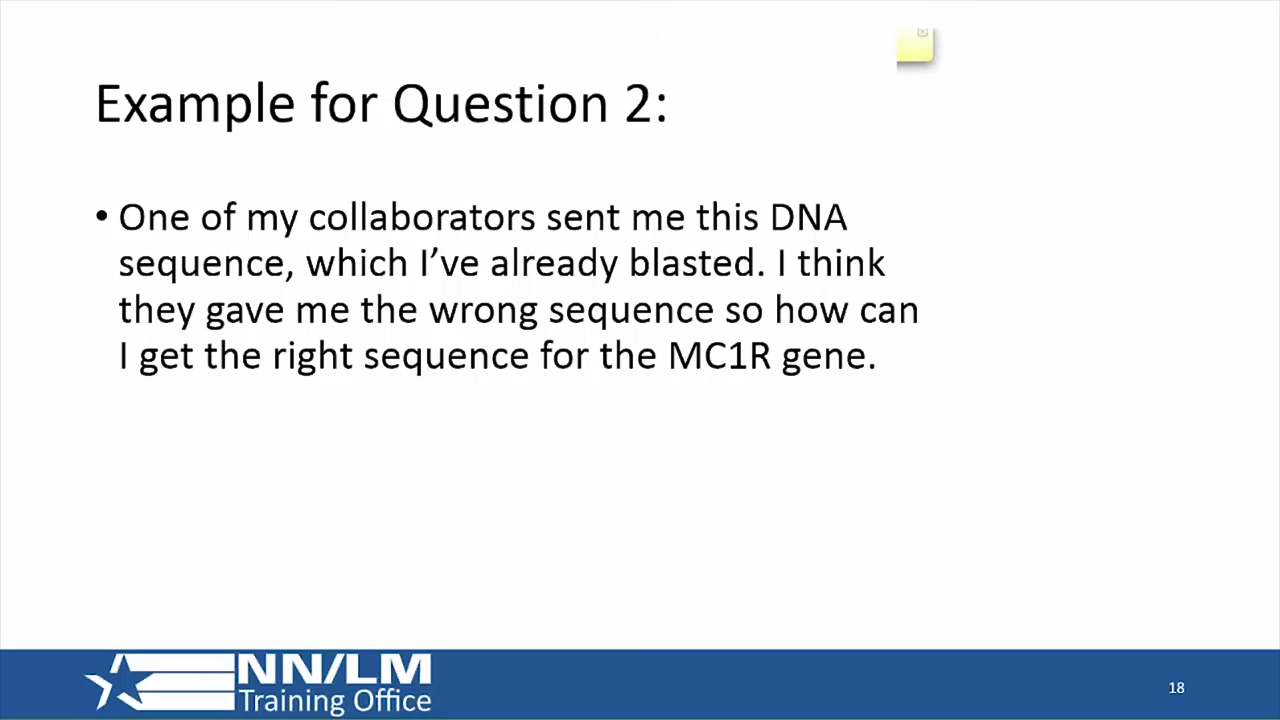 Example for Question 2:
• One of my collaborators sent me this DNA
sequence, which I’ve already blasted. I think
they gave me the wrong sequence so how can
I get the right sequence for the MC1R gene.
NN/LM
Training Office
18